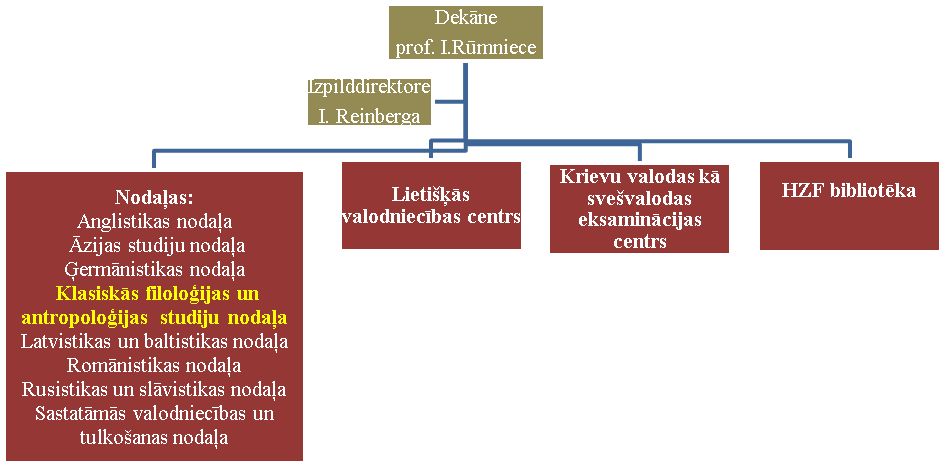 Dekāne
prof. I.Rūmniece
Izpilddirektore
I. Reinberga
Nodaļas:
Anglistikas nodaļa
Āzijas studiju nodaļa
Ģermānistikas nodaļa
Klasiskās filoloģijas un
antropoloģijas studiju nodaļa
Latvistikas un baltistikas nodaļa
Romānistikas nodaļa
Rusistikas un slāvistikas nodaļa
Sastatāmās valodniecības un
tulkošanas nodaļa
Lietišķās
valodniecības centrs
Krievu valodas kā
svešvalodas
eksaminācijas
centrs
HZF bibliotēka